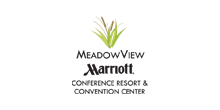 MEADOWVIEW
Marriott
CONFERENCE RESORT &
CONVENTION CENTER